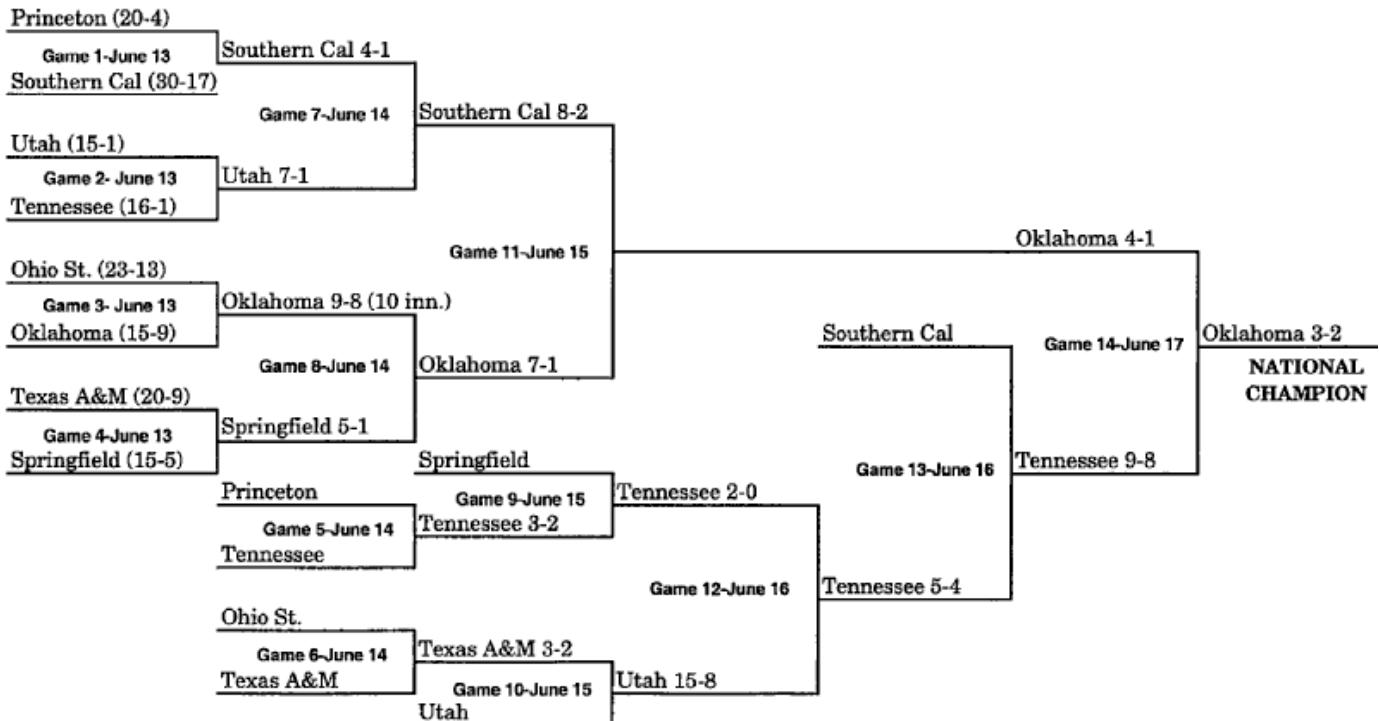 Princeton (20-4)
Game 1-June 13
Southern Cal 4-1
Southern Cal (30-17)
Game 7-June 14
Southern Cal 8-2
Utah (15-1)
Game 2- June 13
Utah 7-1
Tennessee (16-1)
Game 11-June 15
Oklahoma 4-1
Ohio St. (23-13)
Game 3- June 13
Oklahoma 9-8 (10 inn.)
Oklahoma (15-9)
Southern Cal
Game 14-June 17
Oklahoma 3-2
NATIONAL
CHAMPION
Game 8-June 14
Oklahoma 7-1
Texas A&M (20-9)
Game 4-June 13
Springfield 5-1
Springfield (15-5)
Springfield
Game 13-June 16
Tennessee 9-8
Princeton
Game 9-June 15
Tennessee 2-0
Game 5-June 14
Tennessee 3-2
Tennessee
Game 12-June 16
Tennessee 5-4
Ohio St.
Game 6-June 14
Texas A&M 3-2
Texas A&M
Game 10-June 15
Utah 15-8
Utah